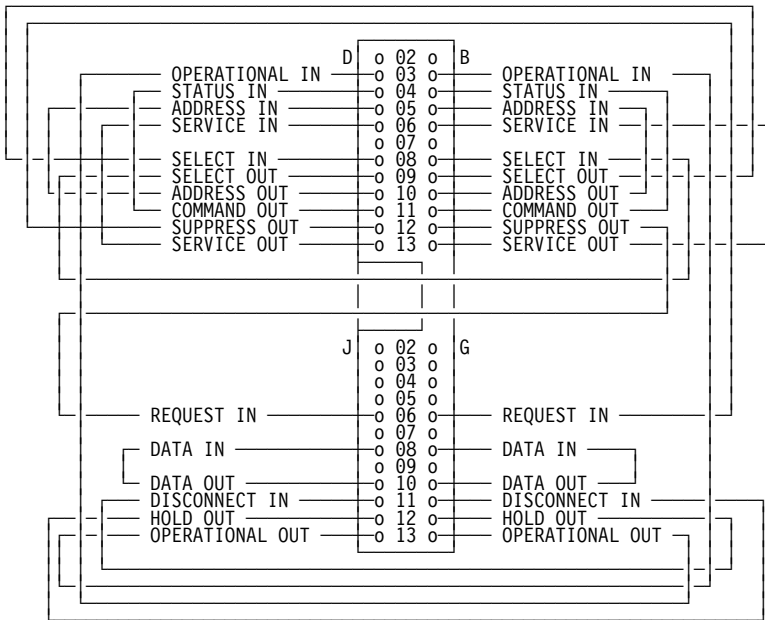 D o 02 o B
OPERATIONAL IN o 03 o OPERATIONAL IN
STATUS IN o 04 o STATUS IN
ADDRESS IN o 05 o ADDRESS IN
SERVICE IN o 06 o SERVICE IN
o 07 o
SELECT IN o 08 o SELECT IN
SELECT OUT o 09 o SELECT OUT
ADDRESS OUT o 10 o ADDRESS OUT
COMMAND OUT o 11 o COMMAND OUT
SUPPRESS OUT o 12 o SUPPRESS OUT
SERVICE OUT o 13 o SERVICE OUT
J o 02 o G
o 03 o
o 04 o
o 05 o
REQUEST IN o 06 o REQUEST IN
o 07 o
DATA IN o 08 o DATA IN
o 09 o
DATA OUT o 10 o DATA OUT
DISCONNECT IN o 11 o DISCONNECT IN
HOLD OUT o 12 o HOLD OUT
OPERATIONAL OUT o 13 o OPERATIONAL OUT